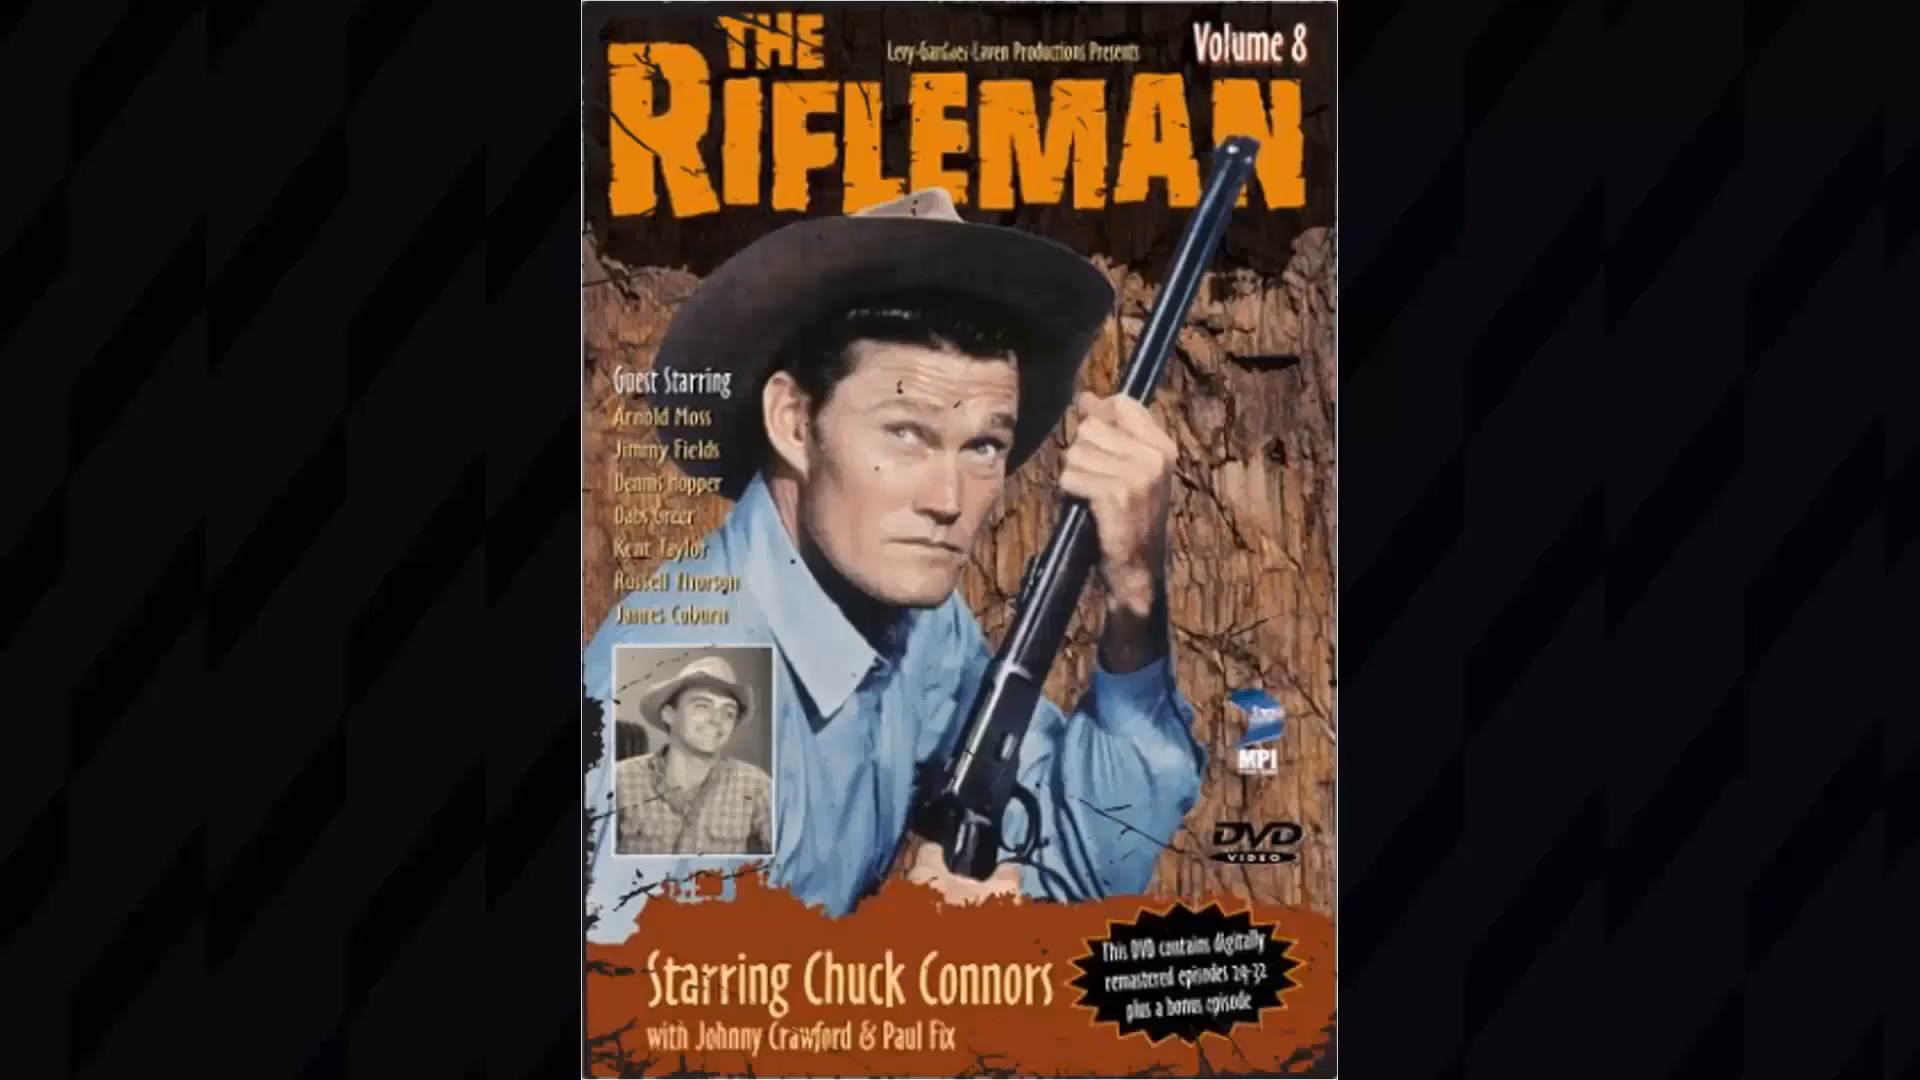 THE
RIFLEMAN
Levy-Gardner-Laven Productions Presents
Volume 8
Guest Starring
Arnold Moss
Jimmy Fields
Dennis Hopper
Dabs Greer
Kent Taylor
Russell Thorson
James Coburn
MPI
DVD
VIDEO
This DVD contains digitally
remastered episodes 29-32
plus a bonus episode
Starring Chuck Connors
with Johnny Crawford & Paul Fix